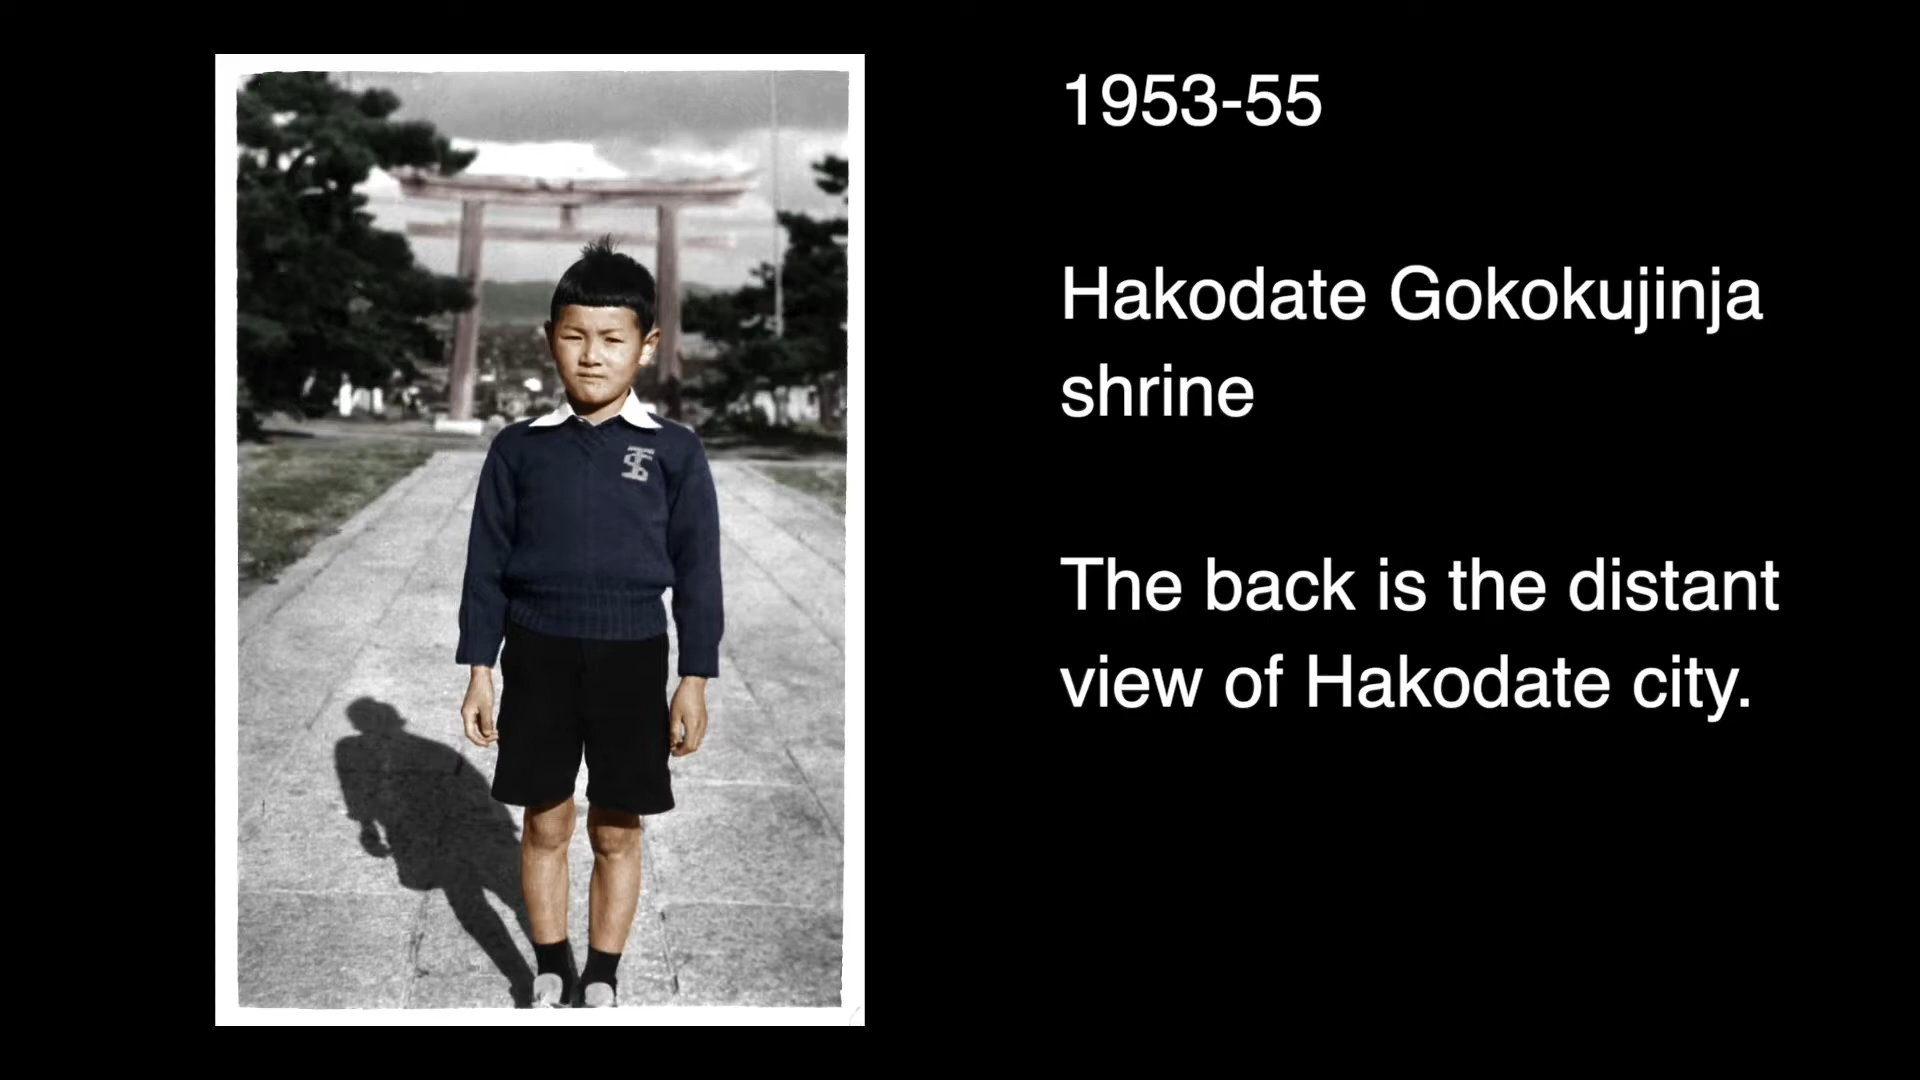 1953-55
Hakodate Gokokujinja
shrine
The back is the distant
view of Hakodate city.